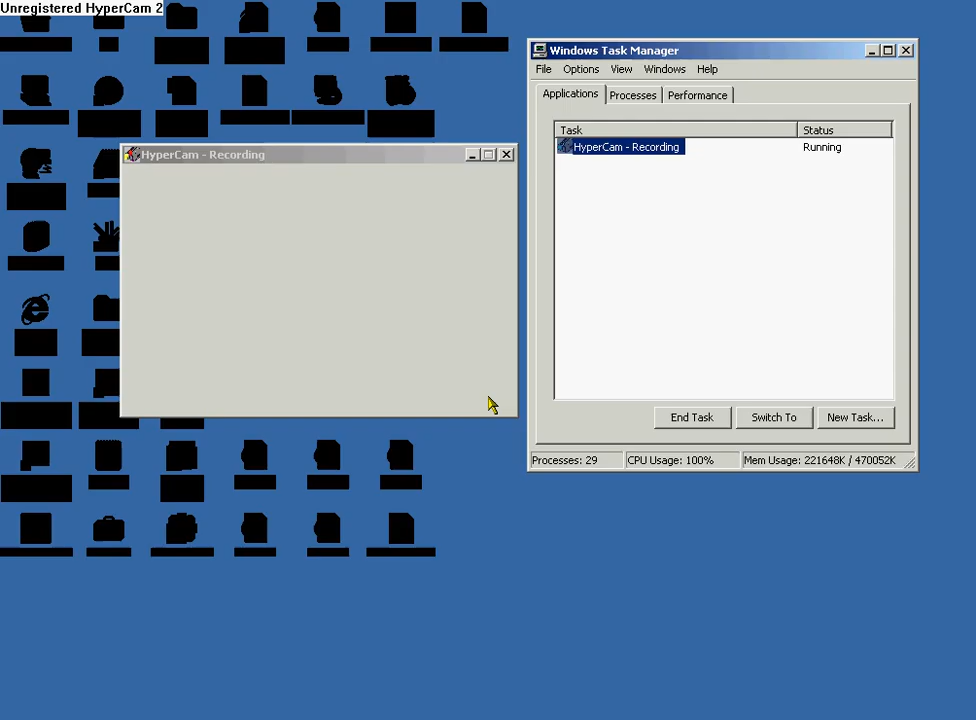 Unregistered HyperCam 2
HyperCam - Recording
Windows Task Manager
File Options View Windows Help
Applications Processes Performance
Task Status
HyperCam - Recording Running
End Task Switch To New Task...
Processes: 29 CPU Usage: 100% Mem Usage: 221648K / 470052K